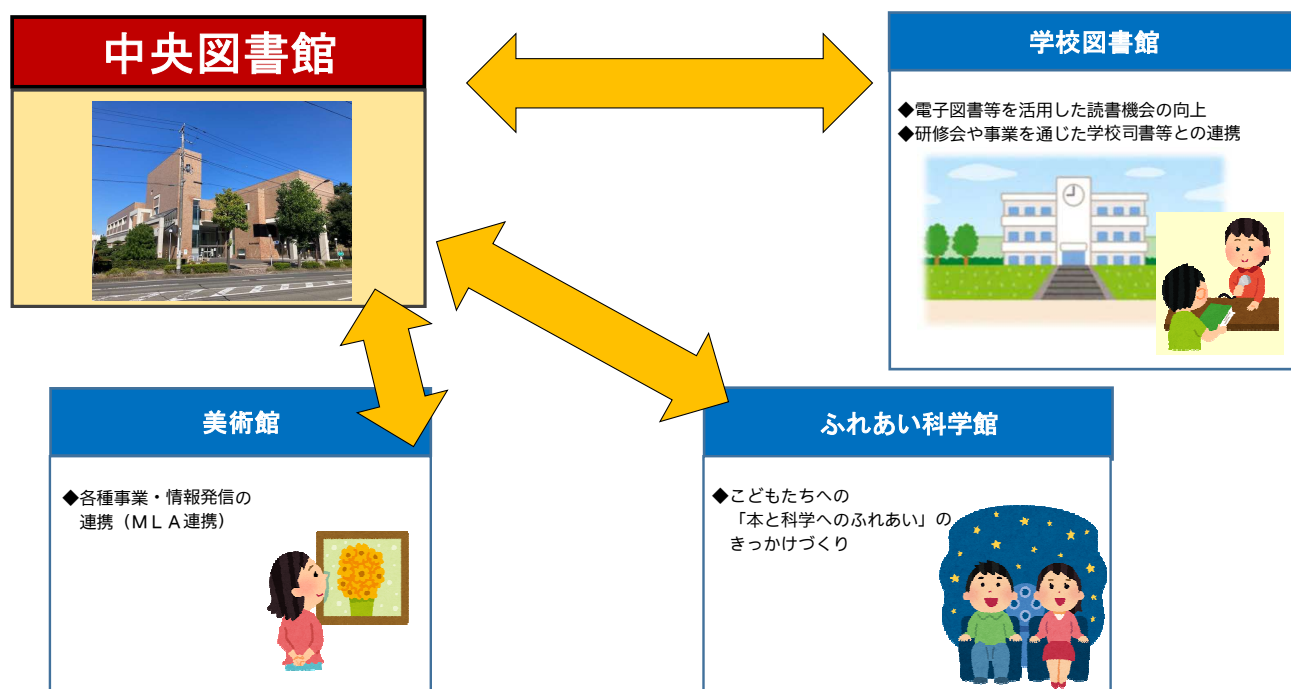 中央図書館
学校図書館
◆電子図書等を活用した読書機会の向上
◆研修会や事業を通じた学校司書等との連携
美術館
◆各種事業・情報発信の
連携（ＭＬＡ連携）
ふれあい科学館
◆こどもたちへの
「本と科学へのふれあい」の
きっかけづくり